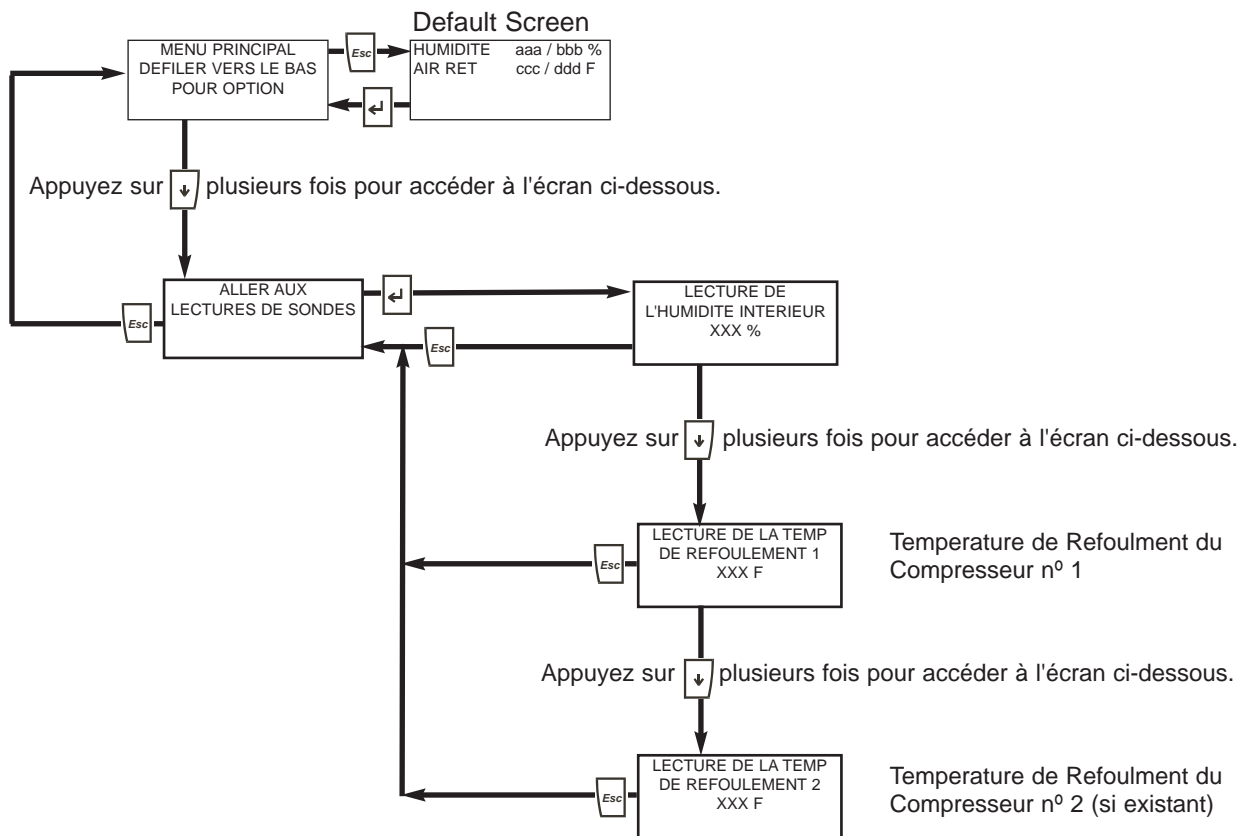 Default Screen
MENU PRINCIPAL
DEFILER VERS LE BAS
POUR OPTION
Esc
HUMIDITE aaa / bbb %
AIR RET ccc / ddd F
Appuyez sur ↓ plusieurs fois pour accéder à l'écran ci-dessous.
ALLER AUX
LECTURES DE SONDES
Esc
LECTURE DE
L'HUMIDITE INTERIEUR
XXX %
Esc
Appuyez sur ↓ plusieurs fois pour accéder à l'écran ci-dessous.
LECTURE DE LA TEMP
DE REFOULEMENT 1
XXX F
Esc
Temperature de Refoulment du
Compresseur nº 1
Appuyez sur ↓ plusieurs fois pour accéder à l'écran ci-dessous.
LECTURE DE LA TEMP
DE REFOULEMENT 2
XXX F
Esc
Temperature de Refoulment du
Compresseur nº 2 (si existant)